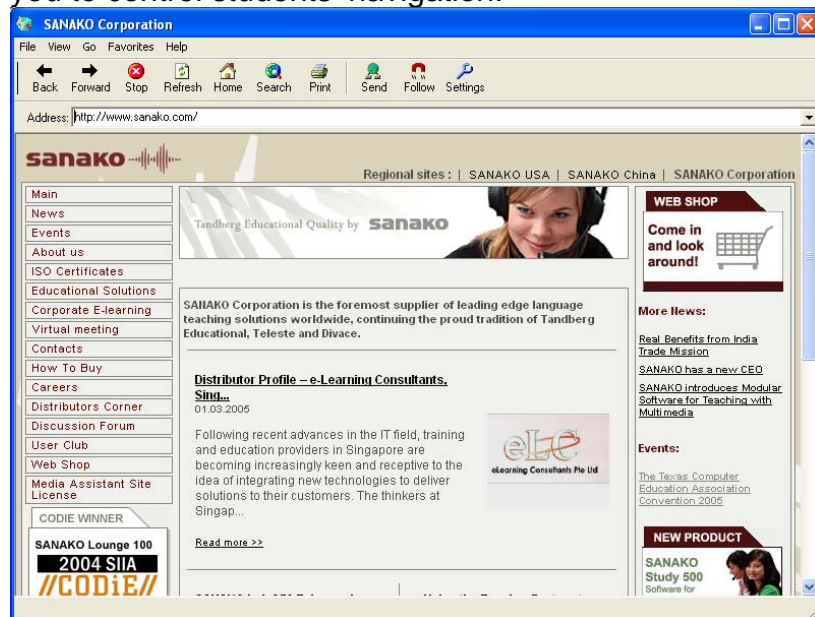 you to control students' navigation.
SANAKO Corporation
File View Go Favorites Help
Back Forward Stop Refresh Home Search Print Send Follow Settings
Address: http://www.sanako.com/
sanako
Regional sites : | SANAKO USA | SANAKO China | SANAKO Corporation
Main
News
Events
About us
ISO Certificates
Educational Solutions
Corporate E-learning
Virtual meeting
Contacts
How To Buy
Careers
Distributors Corner
Discussion Forum
User Club
Web Shop
Media Assistant Site
License
CODIE WINNER
SANAKO Lounge 100
2004 SIIA
//CODiE//
Tandberg Educational Quality by sanako
SANAKO Corporation is the foremost supplier of leading edge language
teaching solutions worldwide, continuing the proud tradition of Tandberg
Educational, Teleste and Divace.
Distributor Profile – e-Learning Consultants,
Sing...
01.03.2005
Following recent advances in the IT field, training
and education providers in Singapore are
becoming increasingly keen and receptive to the
idea of integrating new technologies to deliver
solutions to their customers. The thinkers at
Singap...
eLC
eLearning Consultants Pte Ltd
Read more >>
WEB SHOP
Come in
and look
around!
More News:
Real Benefits from India
Trade Mission
SANAKO has a new CEO
SANAKO introduces Modular
Software for Teaching with
Multimedia
Events:
The Texas Computer
Education Association
Convention 2005
NEW PRODUCT
SANAKO
Study 500
Software for